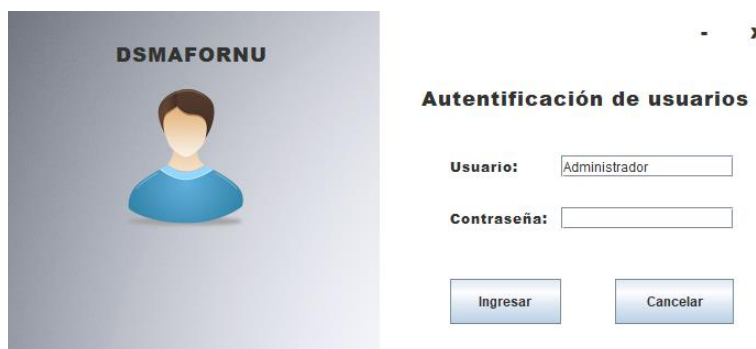 DSMAFORNU
- x
Autentificación de usuarios
Usuario: Administrador
Contraseña:
Ingresar Cancelar